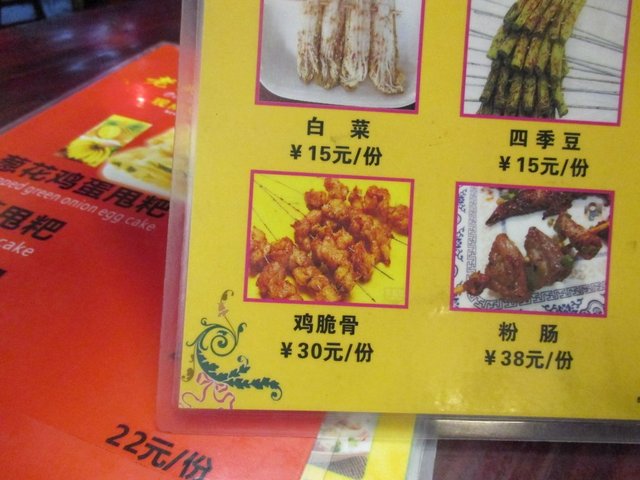 白菜
¥15元/份
四季豆
¥15元/份
鸡脆骨
¥30元/份
粉肠
¥38元/份
葱花鸡蛋甩粑
pped green onion egg cake
甩粑
cake
22元/份